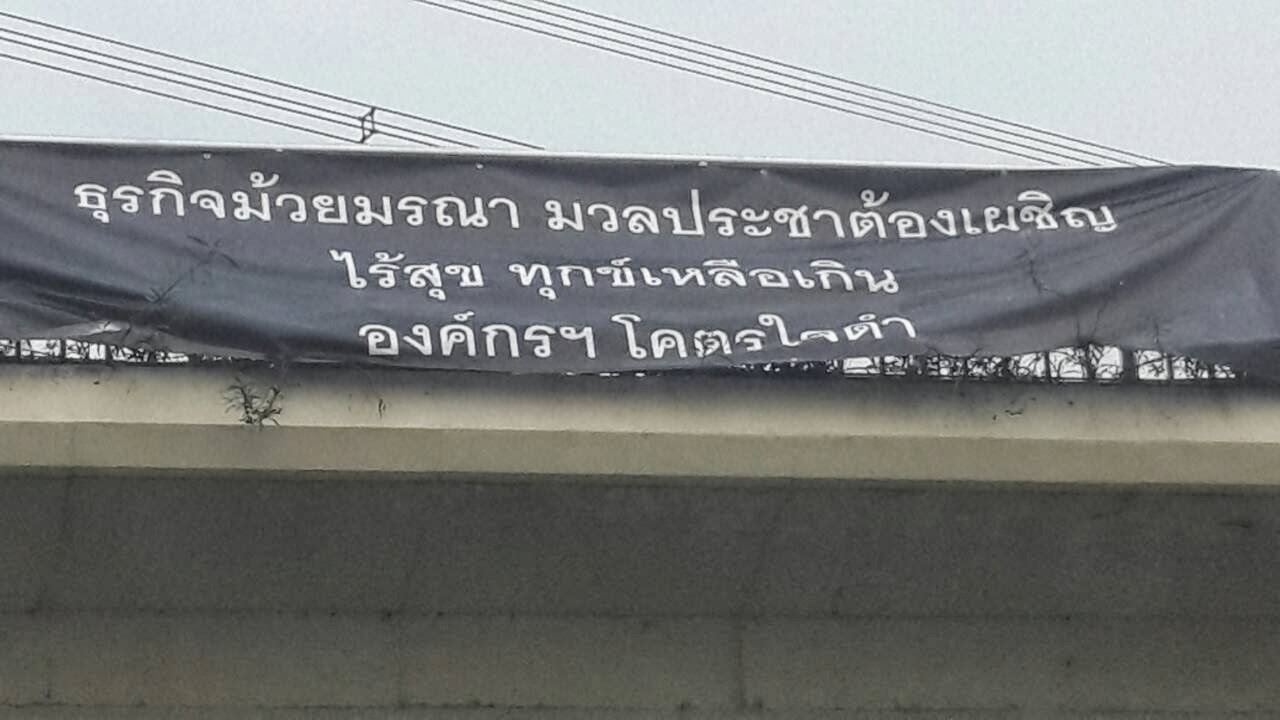 ธุรกิจม้วยมรณา มวลประชาต้องเผชิญ
ไร้สุข ทุกข์เหลือเกิน
องค์กรฯ โคตรใจดำ